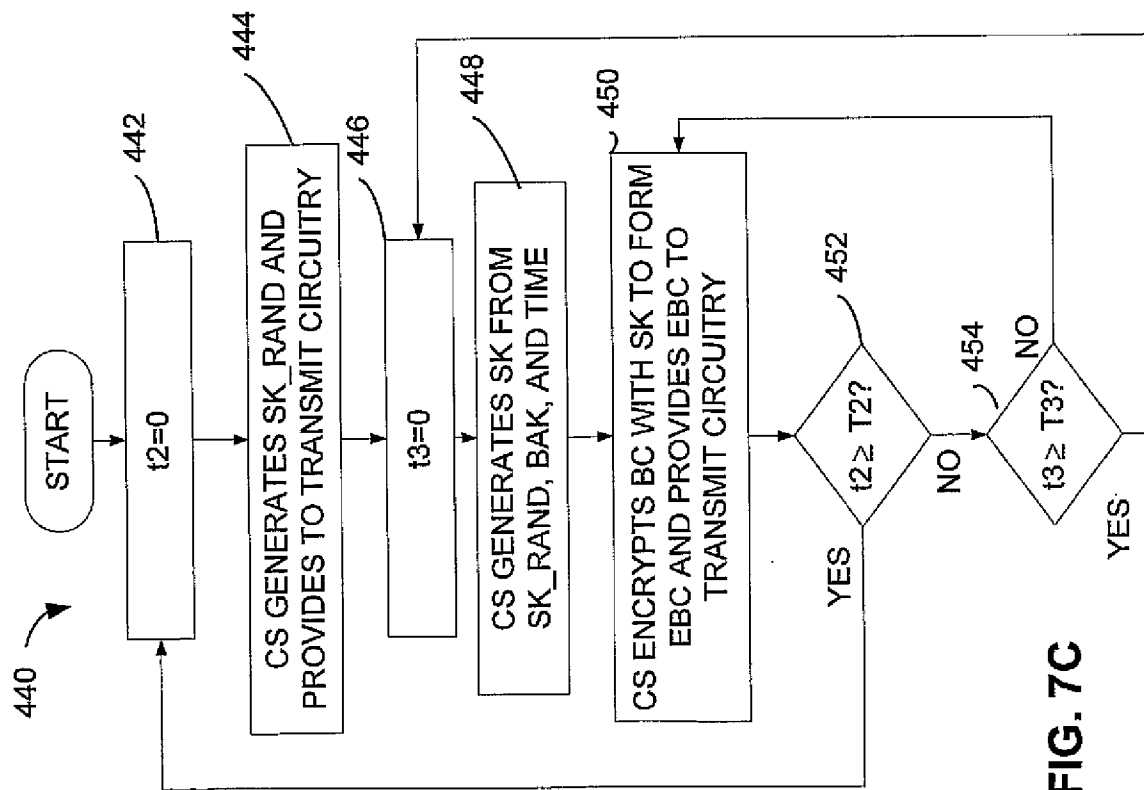 440
START
442
t2=0
444
CS GENERATES SK_RAND AND
PROVIDES TO TRANSMIT CIRCUITRY
446
t3=0
448
CS GENERATES SK FROM
SK_RAND, BAK, AND TIME
450
CS ENCRYPTS BC WITH SK TO FORM
EBC AND PROVIDES EBC TO
TRANSMIT CIRCUITRY
452
t2 ≥ T2?
YES
NO
454
t3 ≥ T3?
NO
YES
FIG. 7C